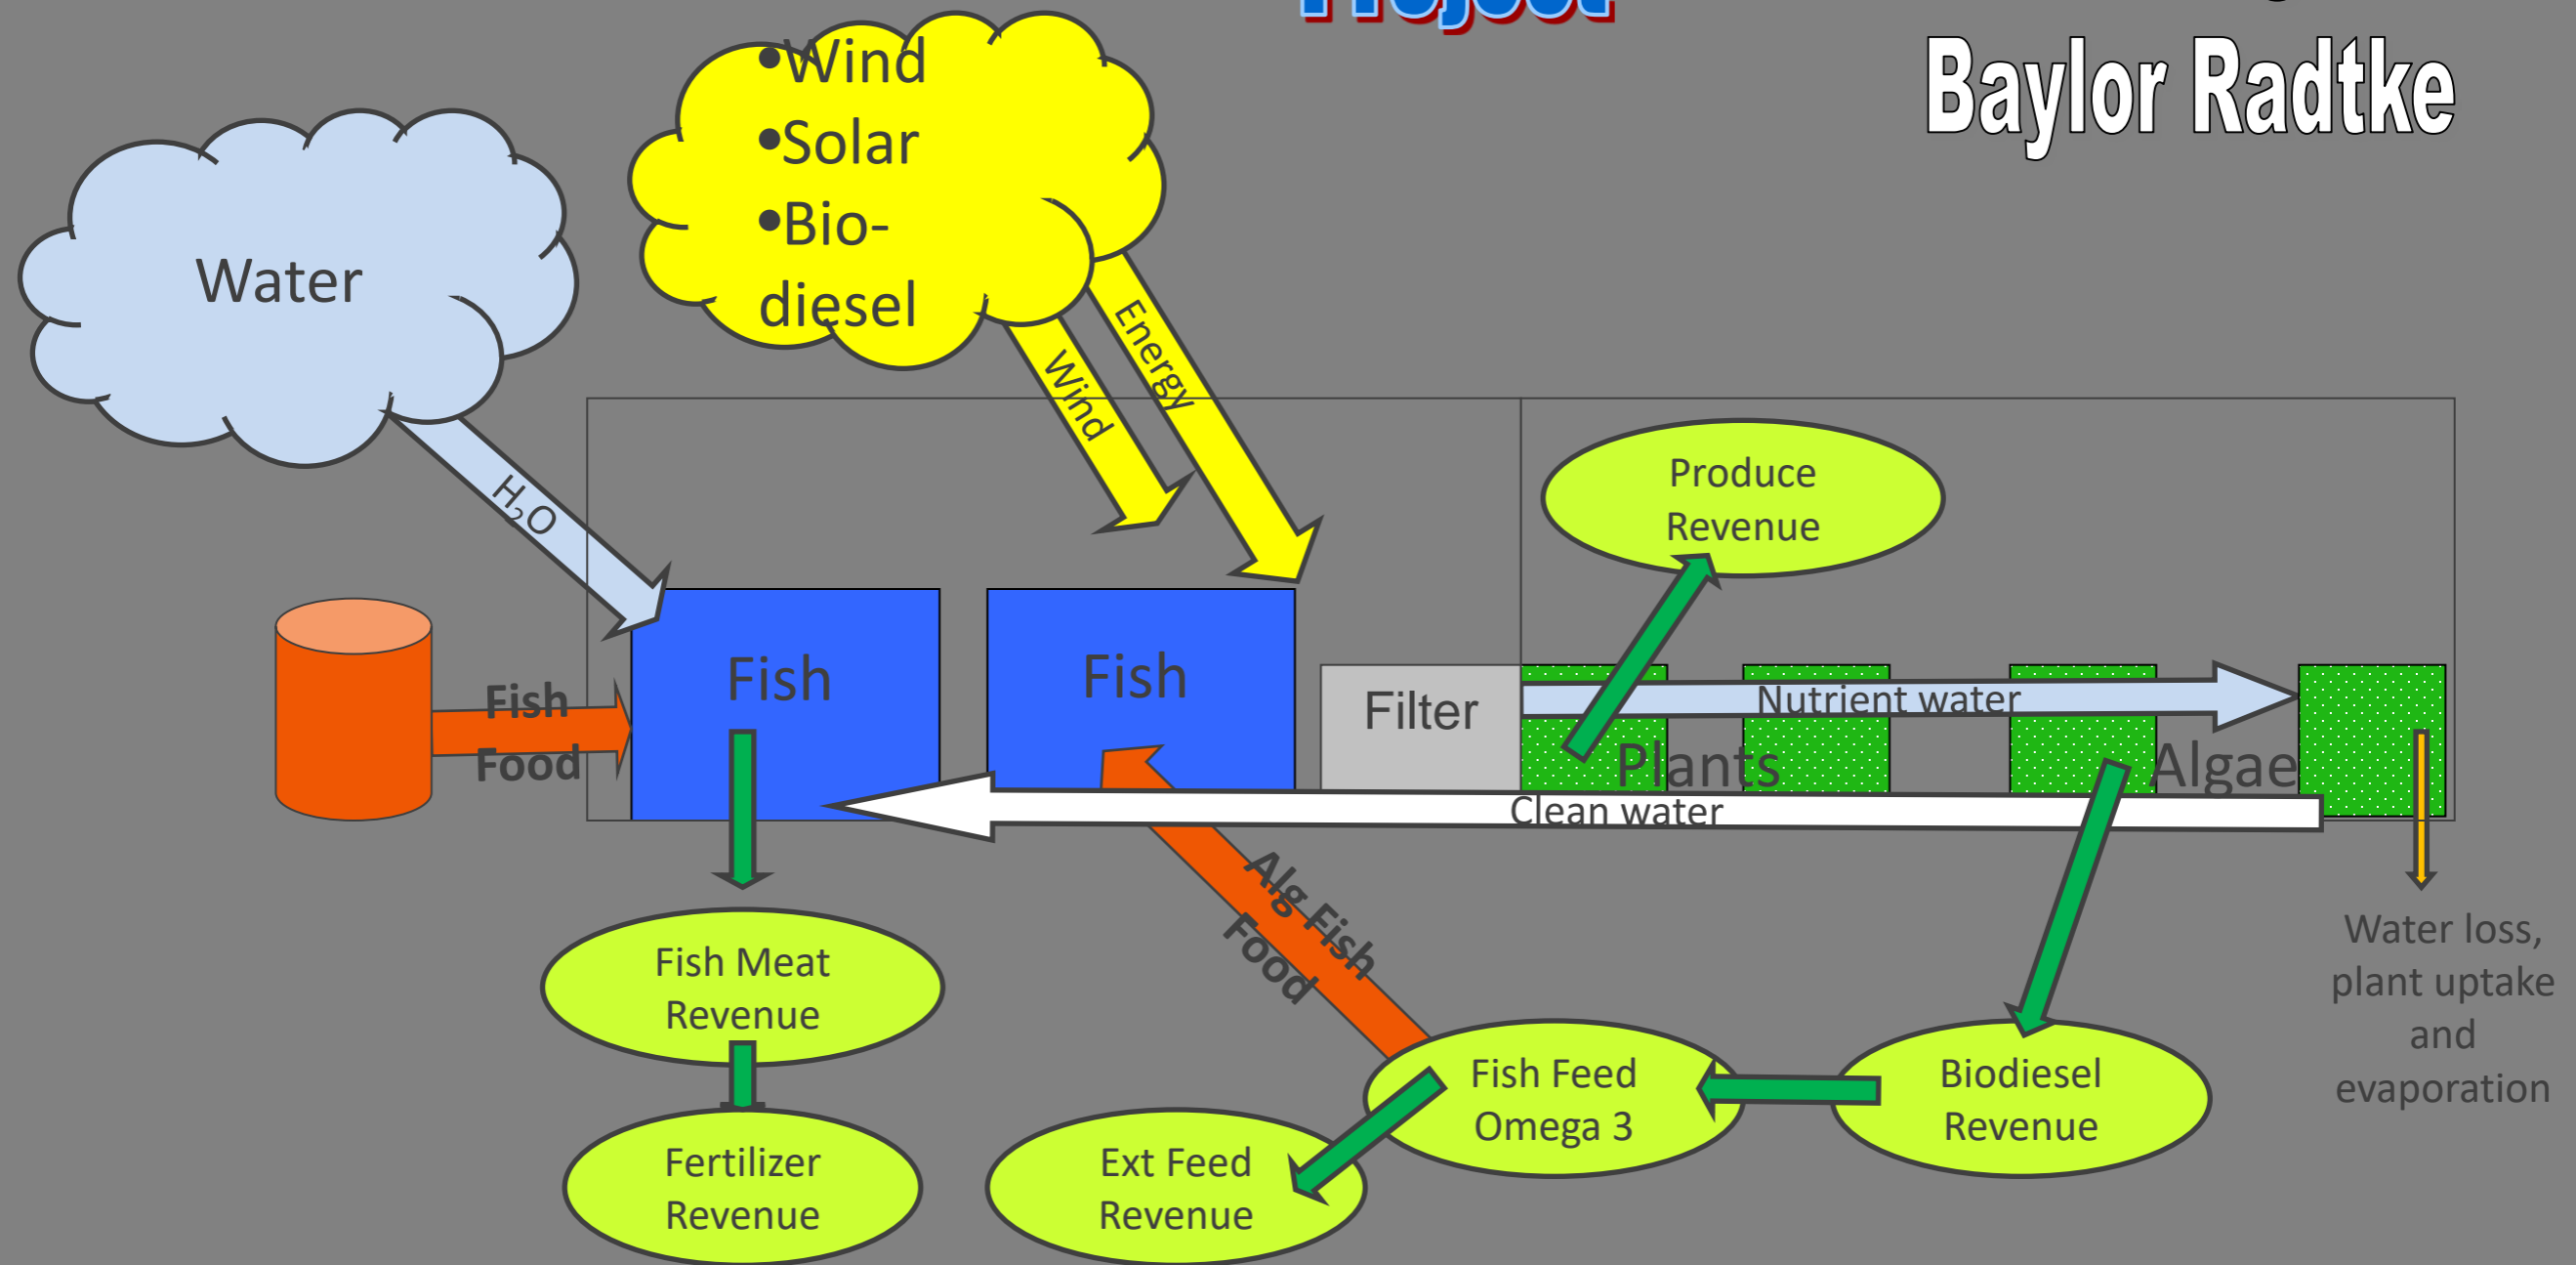 Project
Baylor Radtke
•Wind
•Solar
•Bio-
diesel
Water
Energy
Wind
H₂O
Produce
Revenue
Fish
Fish
Filter
Fish
Food
Nutrient water
Plants
Algae
Clean water
Alg Fish
Food
Fish Meat
Revenue
Water loss,
plant uptake
and
evaporation
Fish Feed
Omega 3
Biodiesel
Revenue
Fertilizer
Revenue
Ext Feed
Revenue